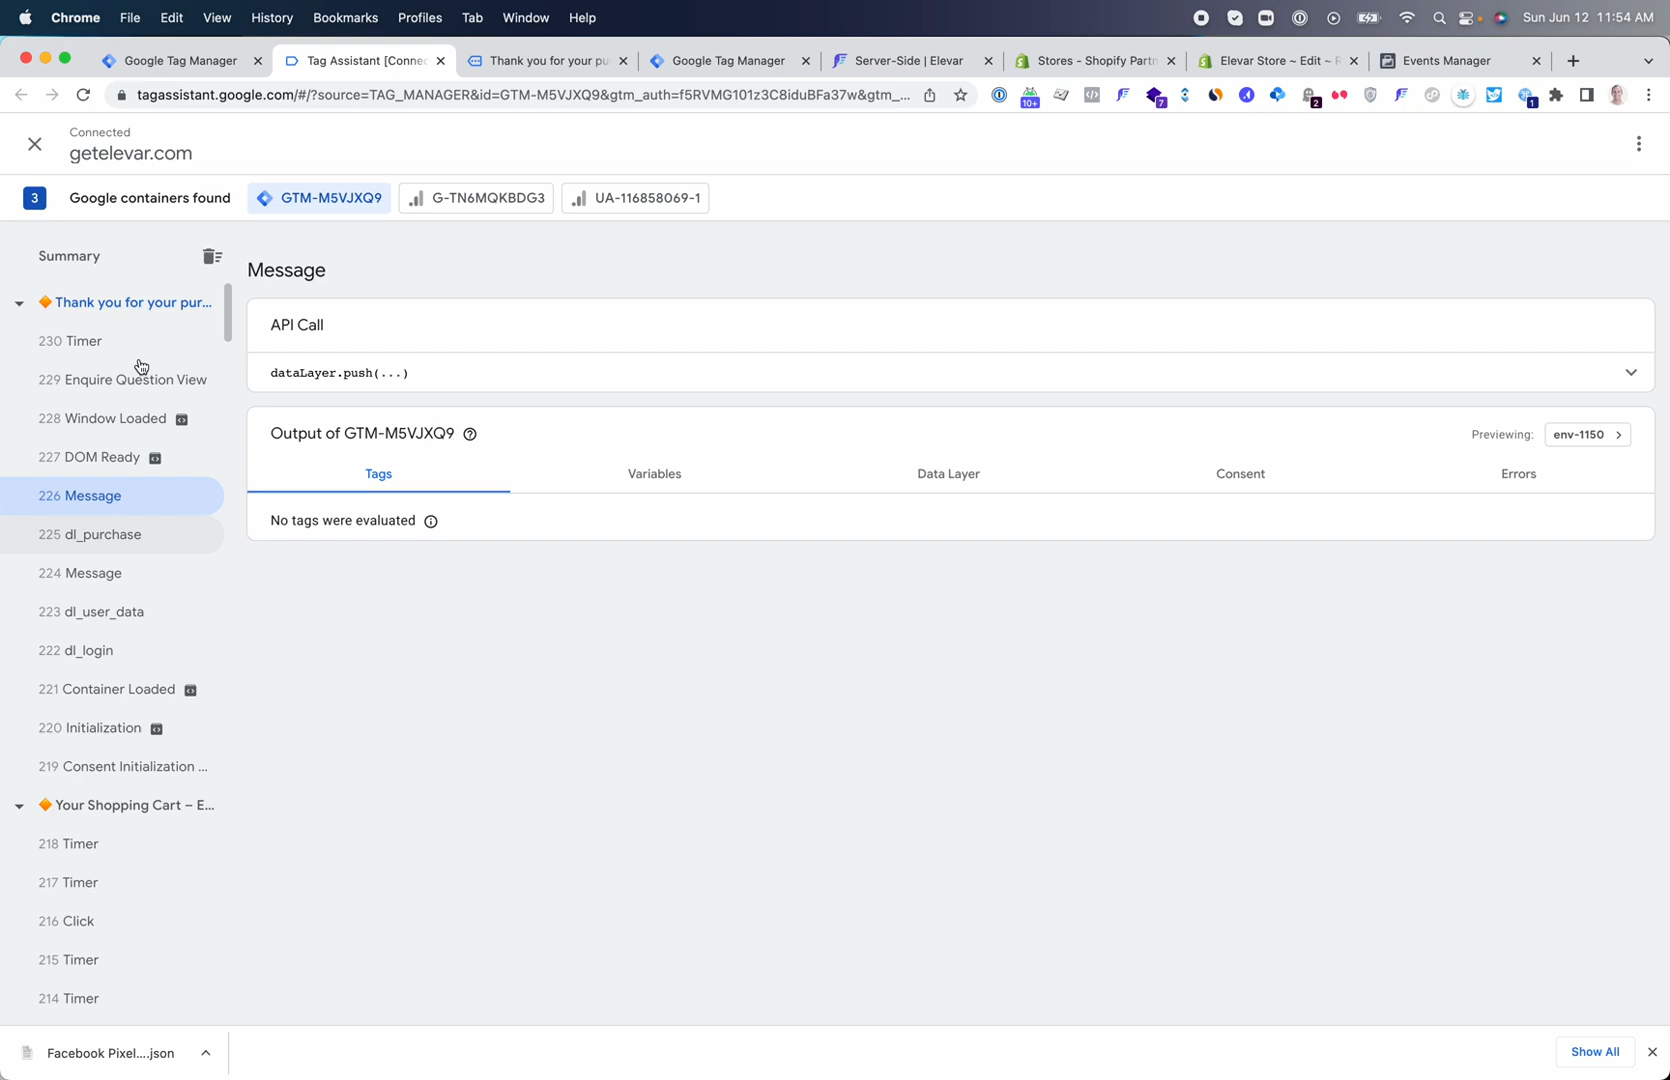 Chrome File Edit View History Bookmarks Profiles Tab Window Help Sun Jun 12 11:54 AM
Google Tag Manager Tag Assistant [Connec Thank you for your pu Google Tag Manager Server-Side | Elevar Stores - Shopify Partn Elevar Store ~ Edit ~ R Events Manager
tagassistant.google.com/#/?source=TAG_MANAGER&id=GTM-M5VJXQ9&gtm_auth=f5RVMG101z3C8iduBFa37w&gtm_... 10+ 7 2 1
Connected
getelevar.com
3 Google containers found GTM-M5VJXQ9 G-TN6MQKBDG3 UA-116858069-1
Summary
Thank you for your pur...
230 Timer
229 Enquire Question View
228 Window Loaded
227 DOM Ready
226 Message
225 dl_purchase
224 Message
223 dl_user_data
222 dl_login
221 Container Loaded
220 Initialization
219 Consent Initialization ...
Your Shopping Cart – E...
218 Timer
217 Timer
216 Click
215 Timer
214 Timer
Message
API Call
dataLayer.push(...)
Output of GTM-M5VJXQ9 Previewing: env-1150
Tags Variables Data Layer Consent Errors
No tags were evaluated
Facebook Pixel....json Show All